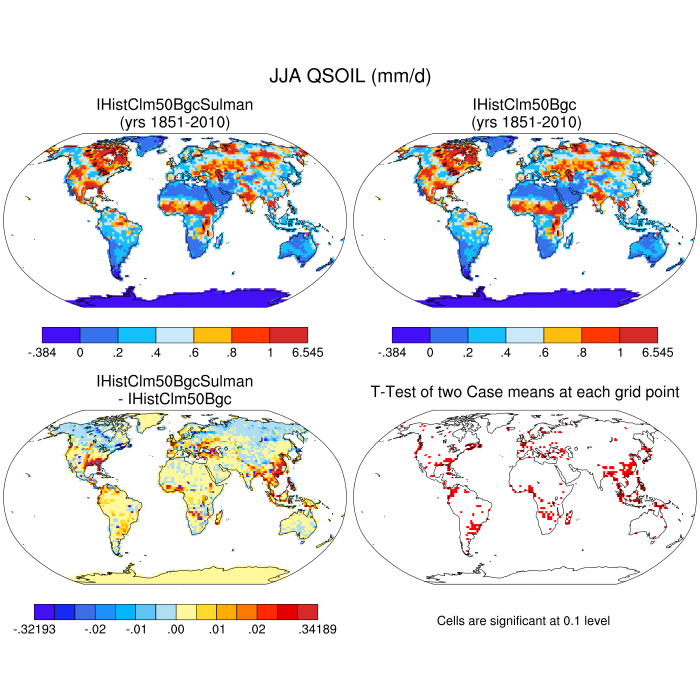 JJA QSOIL (mm/d)
IHistClm50BgcSulman
(yrs 1851-2010)
IHistClm50Bgc
(yrs 1851-2010)
-.384 0 .2 .4 .6 .8 1 6.545
-.384 0 .2 .4 .6 .8 1 6.545
IHistClm50BgcSulman
- IHistClm50Bgc
T-Test of two Case means at each grid point
-.32193 -.02 -.01 .00 .01 .02 .34189
Cells are significant at 0.1 level